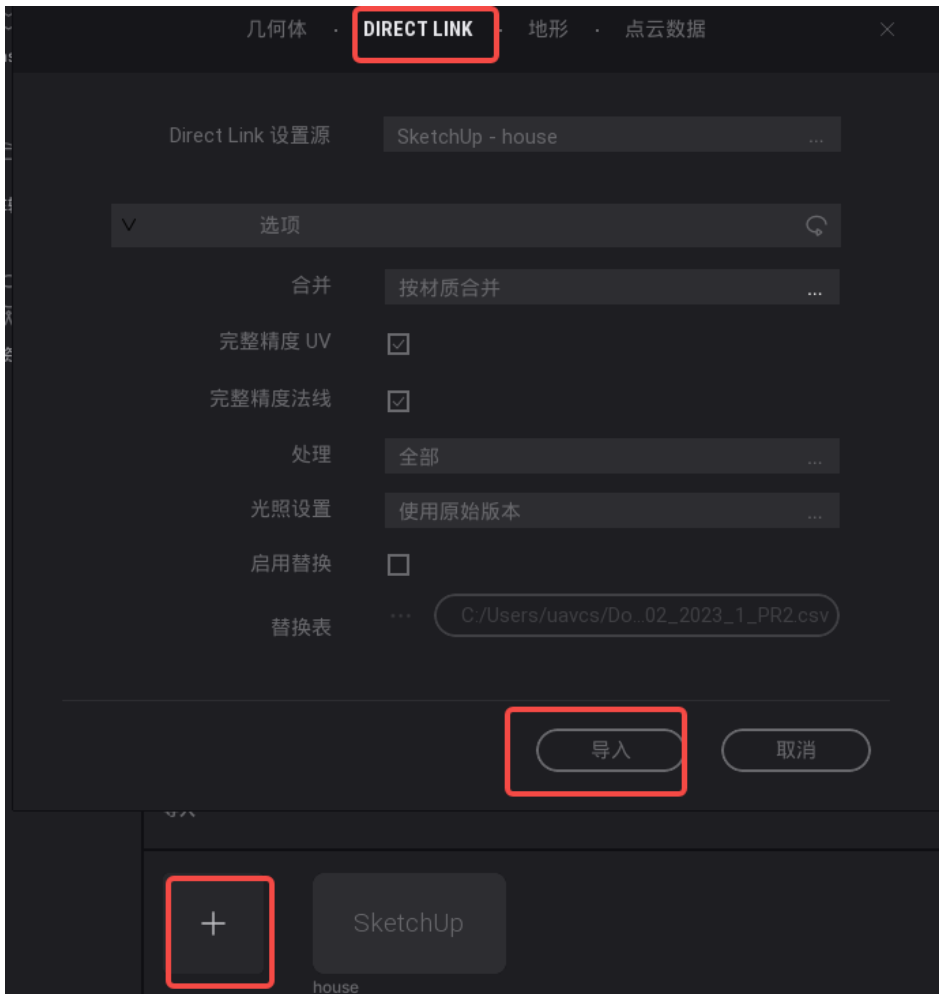 几何体 · DIRECT LINK · 地形 · 点云数据
Direct Link 设置源 SketchUp - house ...
选项
合并 按材质合并 ...
完整精度 UV
完整精度法线
处理 全部 ...
光照设置 使用原始版本 ...
启用替换
替换表 ... C:/Users/uavcs/Do...02_2023_1_PR2.csv
导入 取消
SketchUp
house